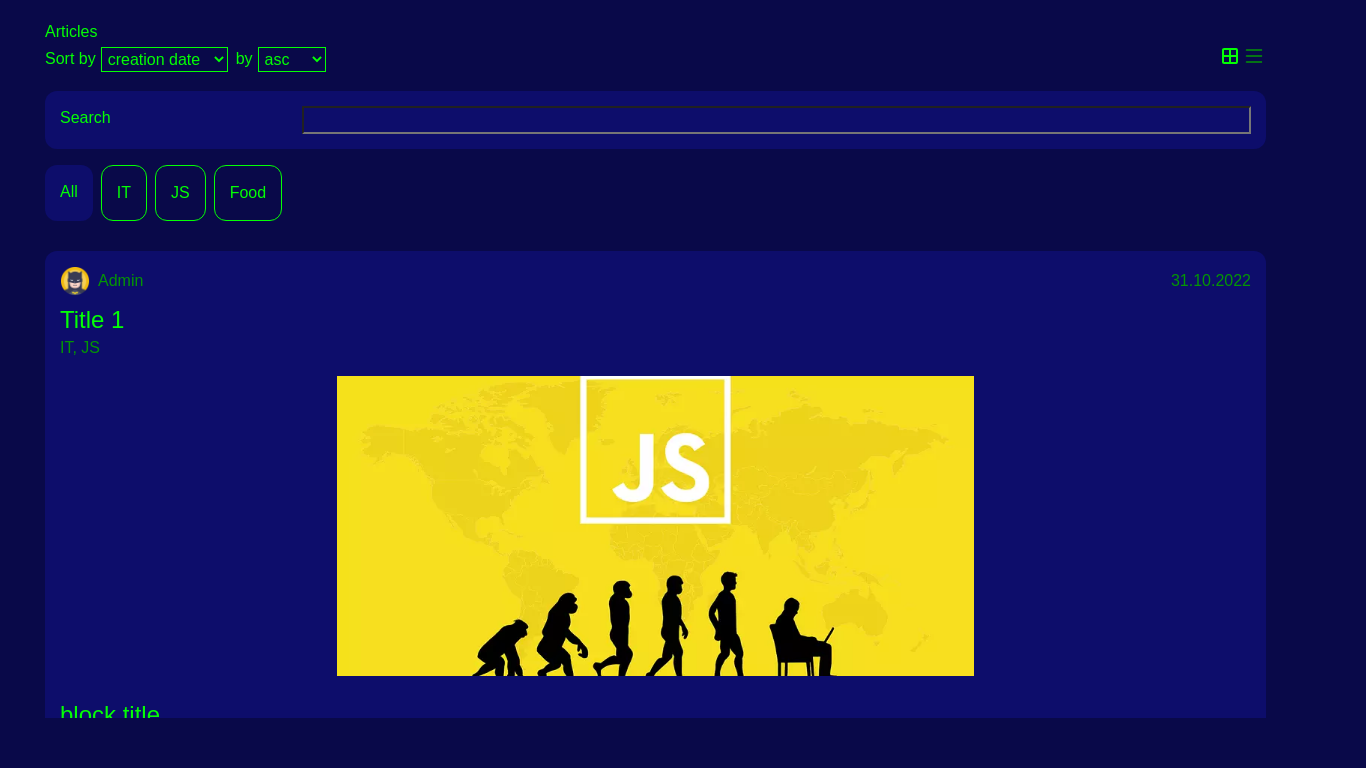 Articles
Sort by creation date by asc
Search
All IT JS Food
Admin 31.10.2022
Title 1
IT, JS
JS
block title